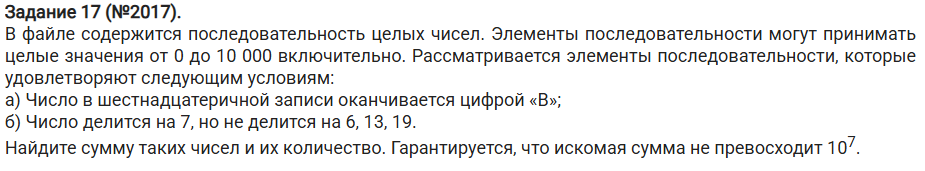 Задание 17 (№2017).
В файле содержится последовательность целых чисел. Элементы последовательности могут принимать
целые значения от 0 до 10 000 включительно. Рассматривается элементы последовательности, которые
удовлетворяют следующим условиям:
а) Число в шестнадцатеричной записи оканчивается цифрой «B»;
б) Число делится на 7, но не делится на 6, 13, 19.
Найдите сумму таких чисел и их количество. Гарантируется, что искомая сумма не превосходит 10⁷.